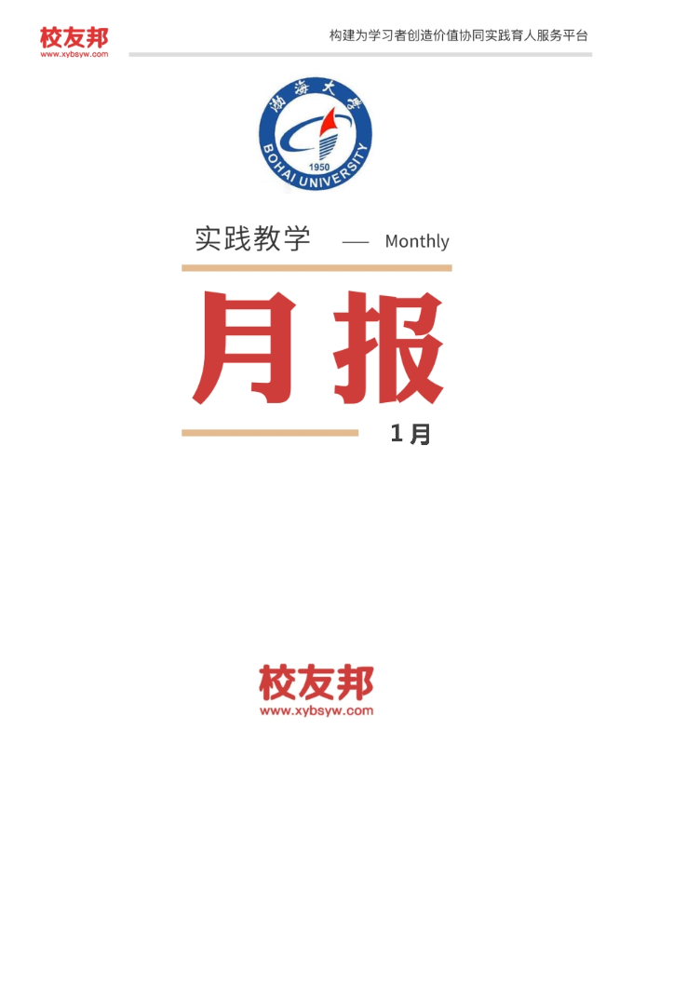 校友邦
www.xybsyw.com
构建为学习者创造价值协同实践育人服务平台
渤海大学
1950
BOHAI UNIVERSITY
实践教学 — Monthly
月报
1月
校友邦
www.xybsyw.com